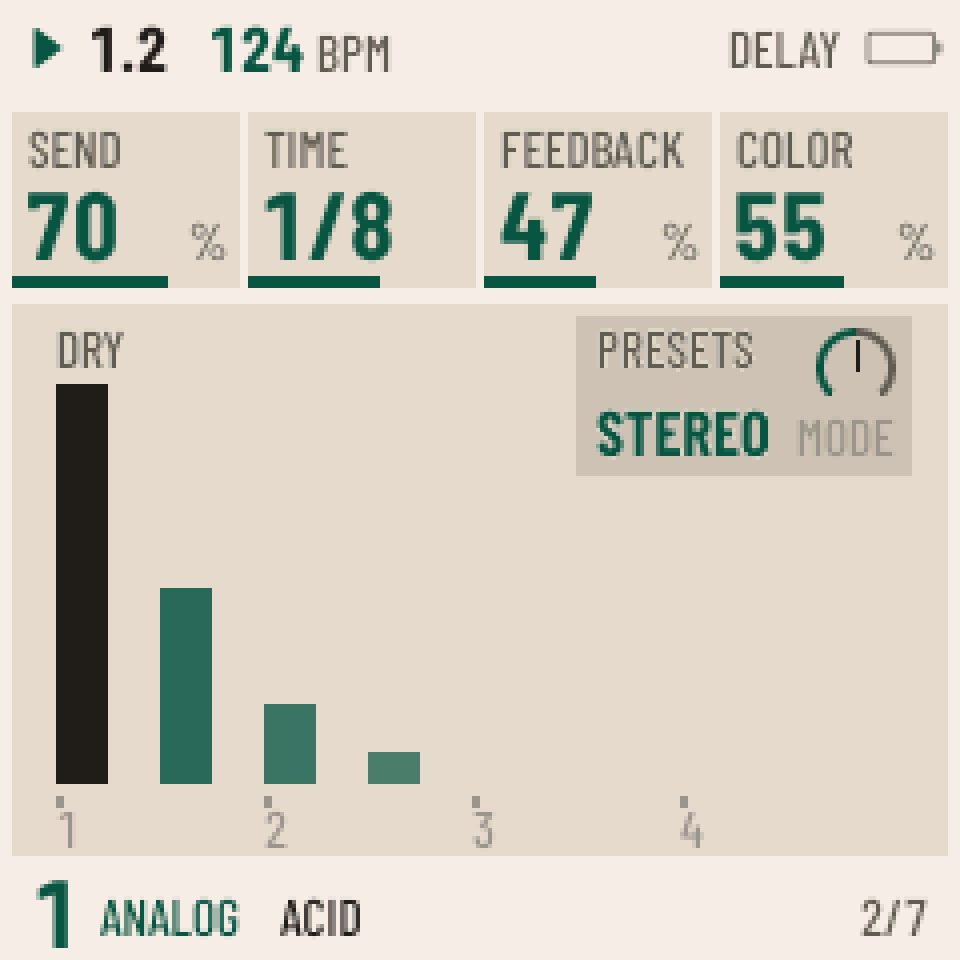 1.2 124 BPM DELAY
SEND TIME FEEDBACK COLOR
70 % 1/8 47 % 55 %
DRY PRESETS
STEREO MODE
1 2 3 4
1 ANALOG ACID 2/7